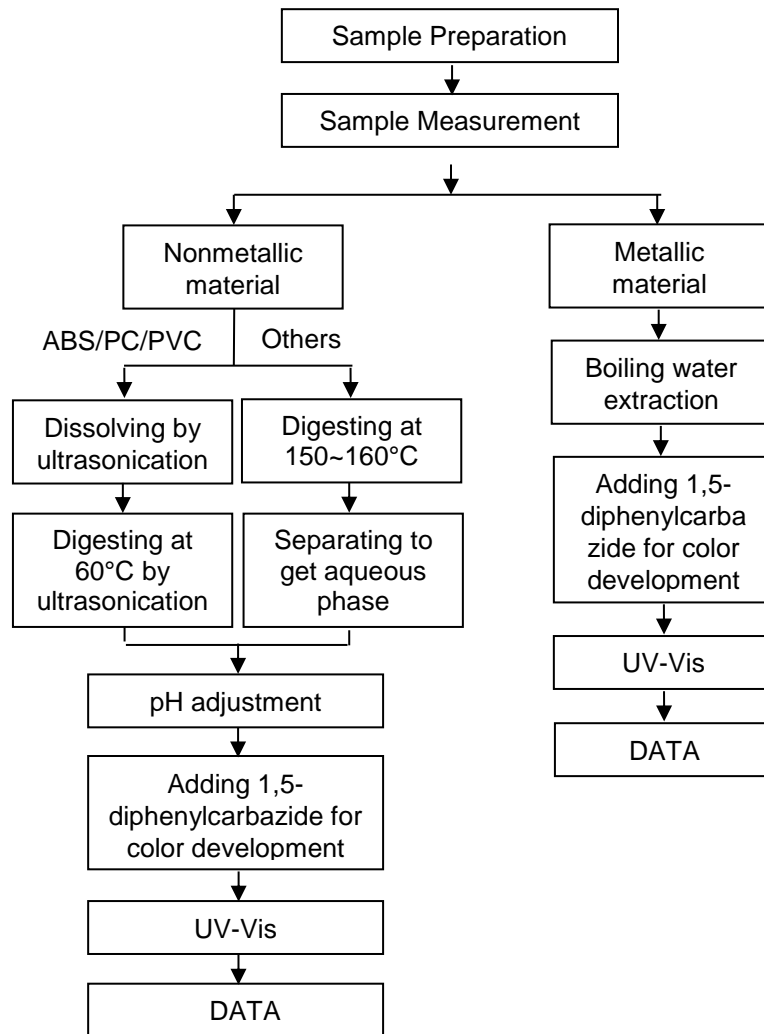 Sample Preparation
Sample Measurement
Nonmetallic
material
Metallic
material
ABS/PC/PVC
Others
Boiling water
extraction
Dissolving by
ultrasonication
Digesting at
150~160°C
Adding 1,5-
diphenylcarba
zide for color
development
Digesting at
60°C by
ultrasonication
Separating to
get aqueous
phase
UV-Vis
pH adjustment
DATA
Adding 1,5-
diphenylcarbazide for
color development
UV-Vis
DATA